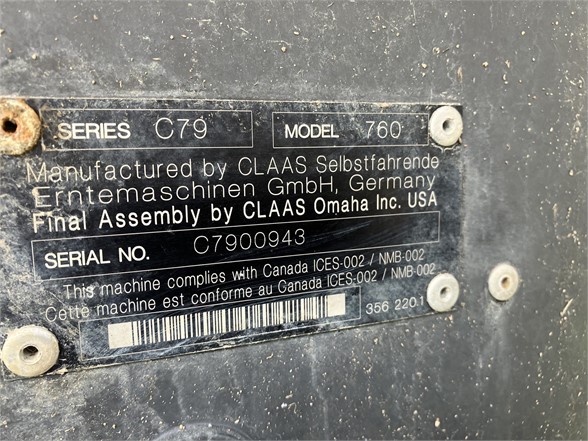 SERIES C79 MODEL 760
Manufactured by CLAAS Selbstfahrende
Erntemaschinen GmbH, Germany
Final Assembly by CLAAS Omaha Inc. USA
SERIAL NO. C7900943
This machine complies with Canada ICES-002 / NMB-002
Cette machine est conforme au Canada ICES-002 / NMB-002
356 220.1